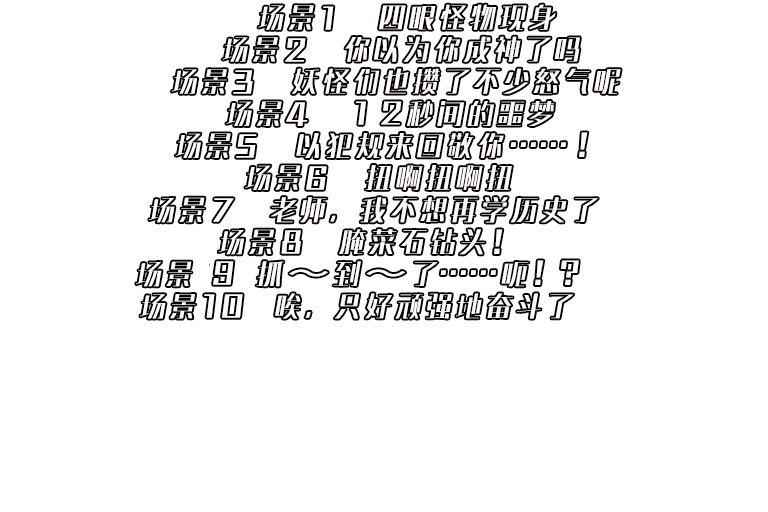 场景1 四眼怪物现身
场景2 你以为你成神了吗
场景3 妖怪们也攒了不少怒气呢
场景4 12秒间的噩梦
场景5 以犯规来回敬你……！
场景6 扭啊扭啊扭
场景7 老师，我不想再学历史了
场景8 腌菜石钻头！
场景 9 抓～到～了……呃！？
场景10 唉，只好顽强地奋斗了